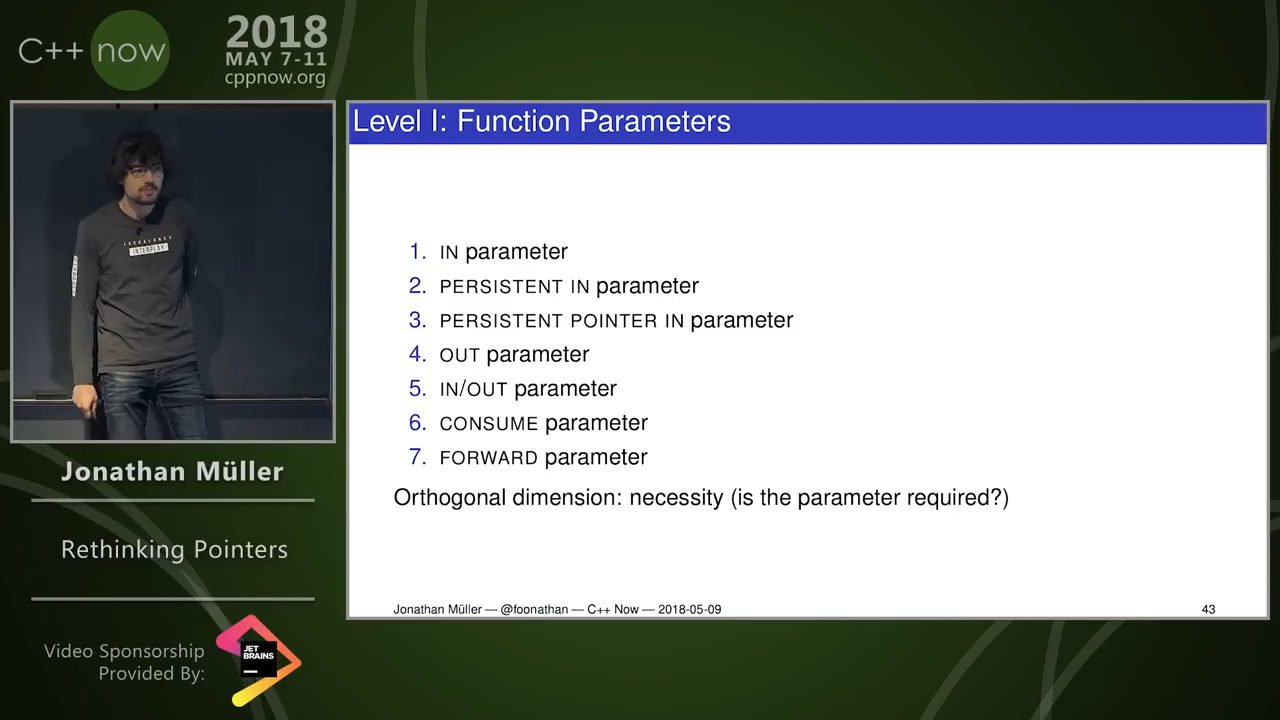 C++ now
2018
MAY 7-11
cppnow.org
INTERPLAY
Jonathan Müller
Rethinking Pointers
Video Sponsorship
Provided By:
JET
BRAINS
Level I: Function Parameters
1. IN parameter
2. PERSISTENT IN parameter
3. PERSISTENT POINTER IN parameter
4. OUT parameter
5. IN/OUT parameter
6. CONSUME parameter
7. FORWARD parameter
Orthogonal dimension: necessity (is the parameter required?)
Jonathan Müller — @foonathan — C++ Now — 2018-05-09
43